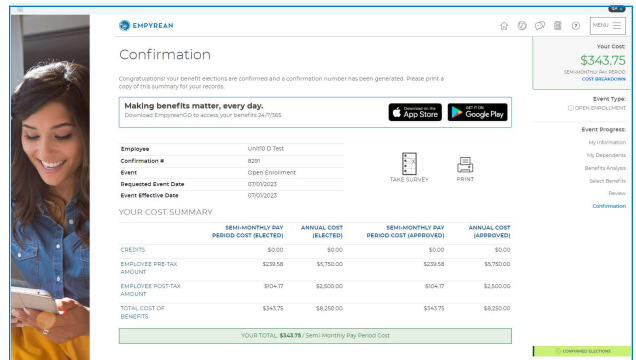 EMPYREAN
MENU
Confirmation
Congratulations! Your benefit elections are confirmed and a confirmation number has been generated. Please print a
copy of this summary for your records.
Making benefits matter, every day.
Download EmpyreanGO to access your benefits 24/7/365.
Download on the
App Store
GET IT ON
Google Play
Employee Unit10 D Test
Confirmation # 8291
Event Open Enrollment
Requested Event Date 07/01/2023
Event Effective Date 07/01/2023
TAKE SURVEY
PRINT
YOUR COST SUMMARY
SEMI-MONTHLY PAY ANNUAL COST SEMI-MONTHLY PAY ANNUAL COST
PERIOD COST (ELECTED) (ELECTED) PERIOD COST (APPROVED) (APPROVED)
CREDITS $0.00 $0.00 $0.00 $0.00
EMPLOYEE PRE-TAX $239.58 $5,750.00 $239.58 $5,750.00
AMOUNT
EMPLOYEE POST-TAX $104.17 $2,500.00 $104.17 $2,500.00
AMOUNT
TOTAL COST OF $343.75 $8,250.00 $343.75 $8,250.00
BENEFITS
YOUR TOTAL: $343.75 / Semi-Monthly Pay Period Cost
Your Cost:
$343.75
SEMI-MONTHLY PAY PERIOD
COST BREAKDOWN
Event Type:
OPEN ENROLLMENT
Event Progress:
My Information
My Dependents
Benefits Analysis
Select Benefits
Review
Confirmation
CONFIRMED ELECTIONS